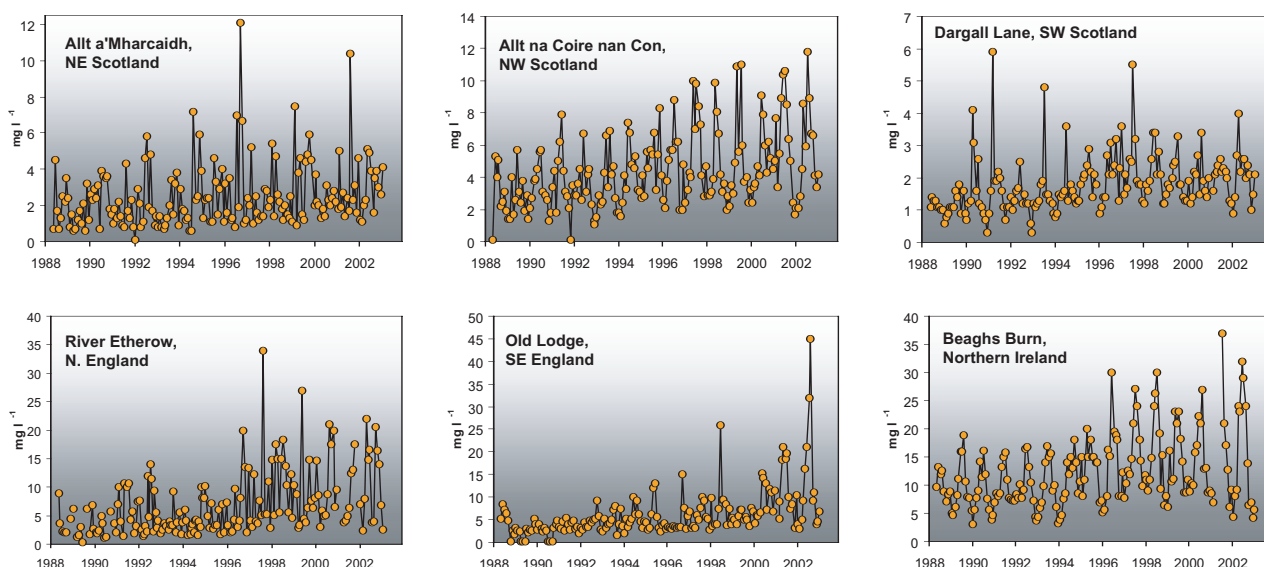 Allt a'Mharcaidh,
NE Scotland
mg l -1
12
10
8
6
4
2
0
1988 1990 1992 1994 1996 1998 2000 2002
Allt na Coire nan Con,
NW Scotland
mg l -1
14
12
10
8
6
4
2
0
1988 1990 1992 1994 1996 1998 2000 2002
Dargall Lane, SW Scotland
mg l -1
7
6
5
4
3
2
1
0
1988 1990 1992 1994 1996 1998 2000 2002
River Etherow,
N. England
mg l -1
40
35
30
25
20
15
10
5
0
1988 1990 1992 1994 1996 1998 2000 2002
Old Lodge,
SE England
mg l -1
50
45
40
35
30
25
20
15
10
5
0
1988 1990 1992 1994 1996 1998 2000 2002
Beaghs Burn,
Northern Ireland
mg l -1
40
35
30
25
20
15
10
5
0
1988 1990 1992 1994 1996 1998 2000 2002